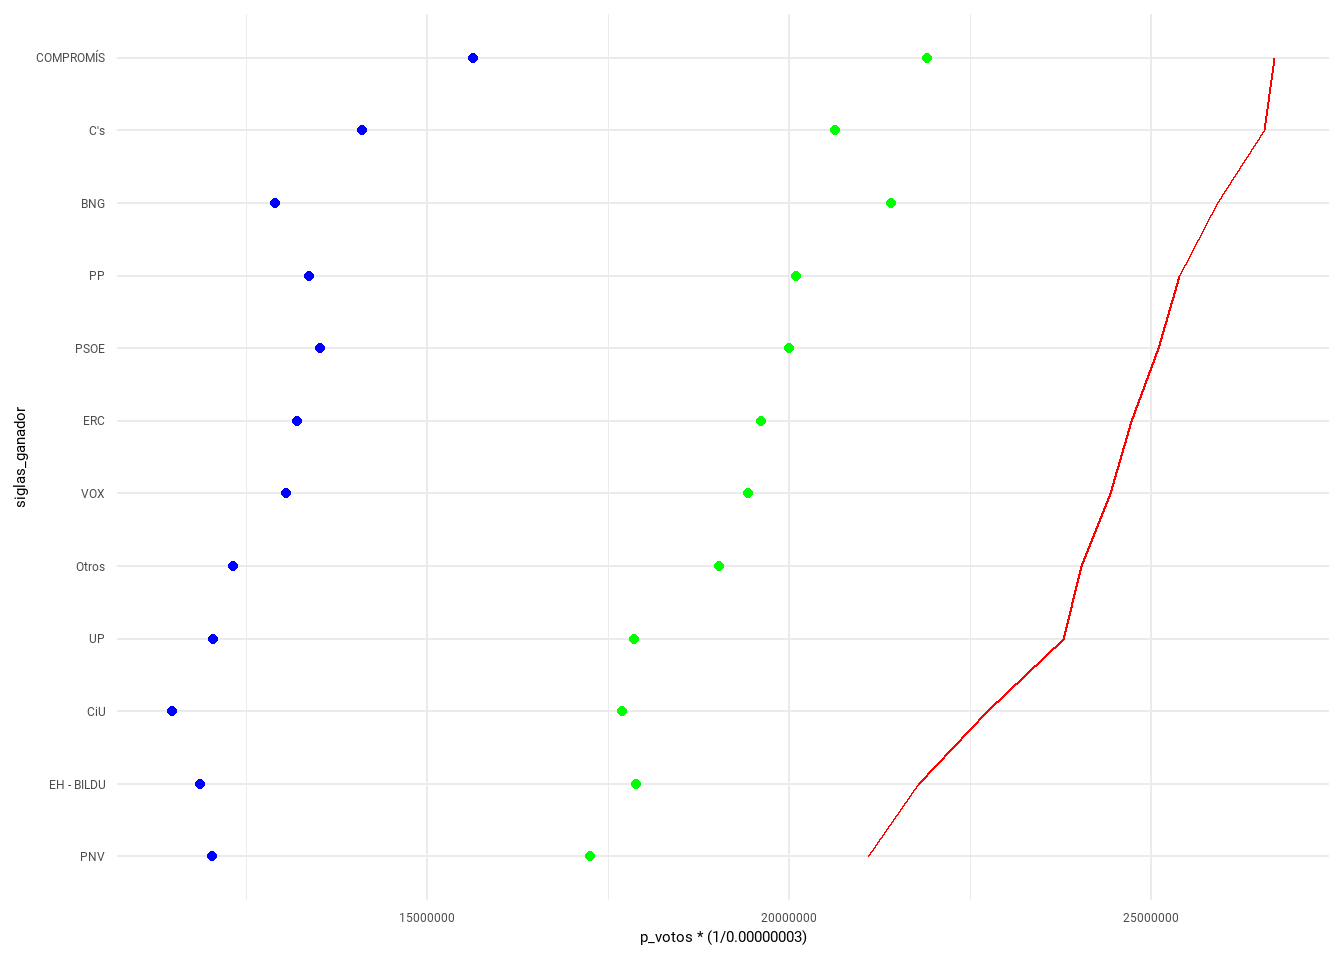 COMPROMÍS
C's
BNG
PP
PSOE
ERC
VOX
Otros
UP
CiU
EH - BILDU
PNV
siglas_ganador
15000000 20000000 25000000
p_votos * (1/0.00000003)